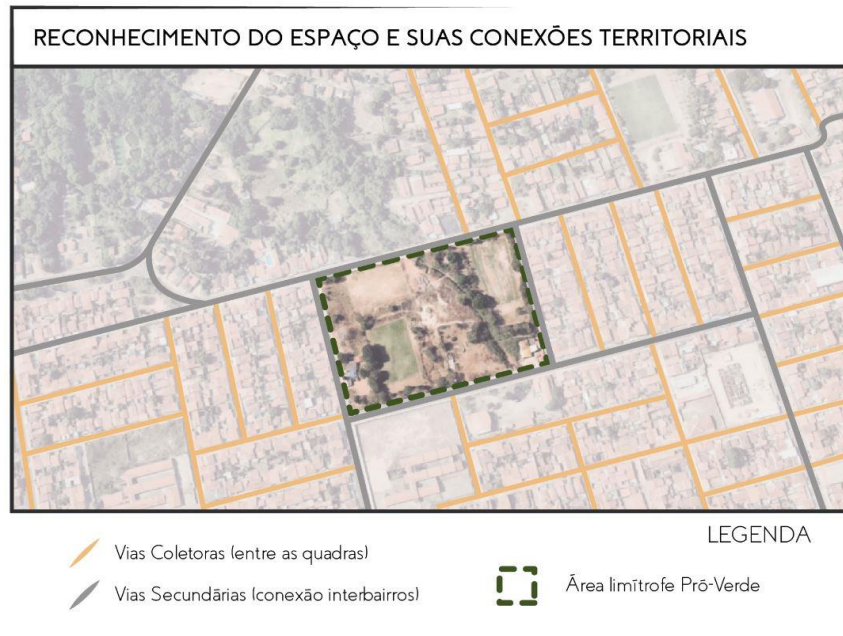 RECONHECIMENTO DO ESPAÇO E SUAS CONEXÕES TERRITORIAIS
LEGENDA
Vias Coletoras (entre as quadras)
Vias Secundárias (conexão interbairros)
Área limítrofe Pró-Verde